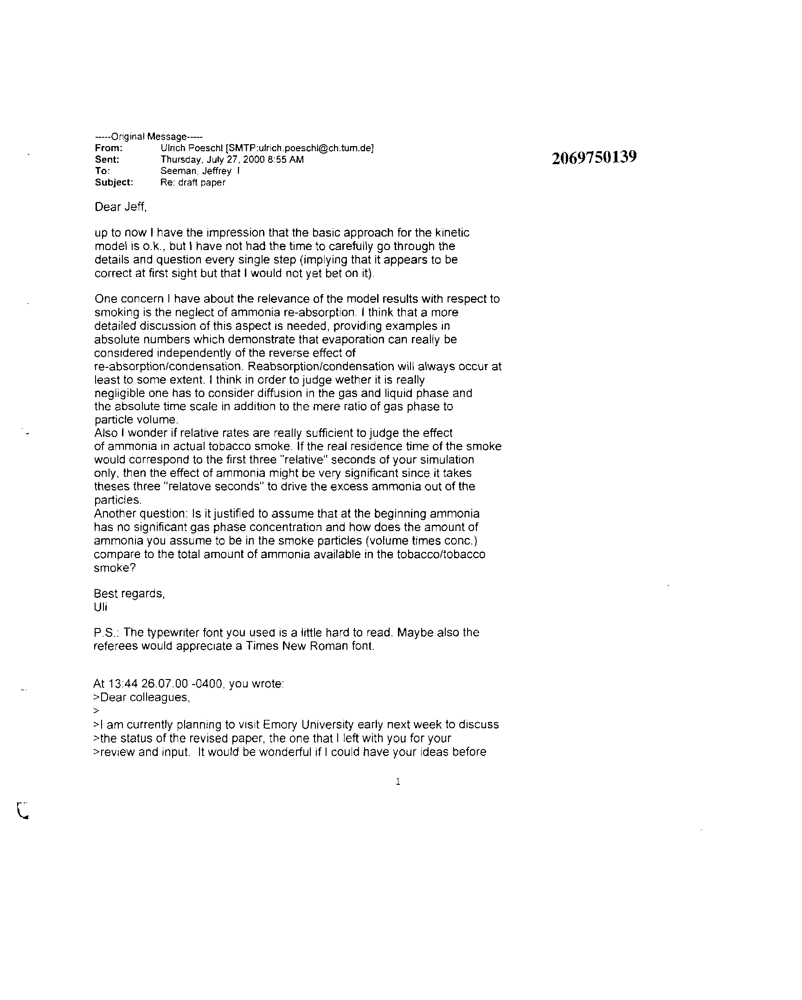 -----Original Message-----
From: Ulrich Poeschl [SMTP:ulrich.poeschl@ch.tum.de]
Sent: Thursday, July 27, 2000 8:55 AM
To: Seeman, Jeffrey I
Subject: Re: draft paper
2069750139
Dear Jeff,
up to now I have the impression that the basic approach for the kinetic
model is o.k., but I have not had the time to carefully go through the
details and question every single step (implying that it appears to be
correct at first sight but that I would not yet bet on it).
One concern I have about the relevance of the model results with respect to
smoking is the neglect of ammonia re-absorption. I think that a more
detailed discussion of this aspect is needed, providing examples in
absolute numbers which demonstrate that evaporation can really be
considered independently of the reverse effect of
re-absorption/condensation. Reabsorption/condensation will always occur at
least to some extent. I think in order to judge wether it is really
negligible one has to consider diffusion in the gas and liquid phase and
the absolute time scale in addition to the mere ratio of gas phase to
particle volume.
Also I wonder if relative rates are really sufficient to judge the effect
of ammonia in actual tobacco smoke. If the real residence time of the smoke
would correspond to the first three "relative" seconds of your simulation
only, then the effect of ammonia might be very significant since it takes
theses three "relatove seconds" to drive the excess ammonia out of the
particles.
Another question: Is it justified to assume that at the beginning ammonia
has no significant gas phase concentration and how does the amount of
ammonia you assume to be in the smoke particles (volume times conc.)
compare to the total amount of ammonia available in the tobacco/tobacco
smoke?
Best regards,
Uli
P.S.: The typewriter font you used is a little hard to read. Maybe also the
referees would appreciate a Times New Roman font.
At 13:44 26.07.00 -0400, you wrote:
>Dear colleagues,
>
>I am currently planning to visit Emory University early next week to discuss
>the status of the revised paper, the one that I left with you for your
>review and input. It would be wonderful if I could have your ideas before
1